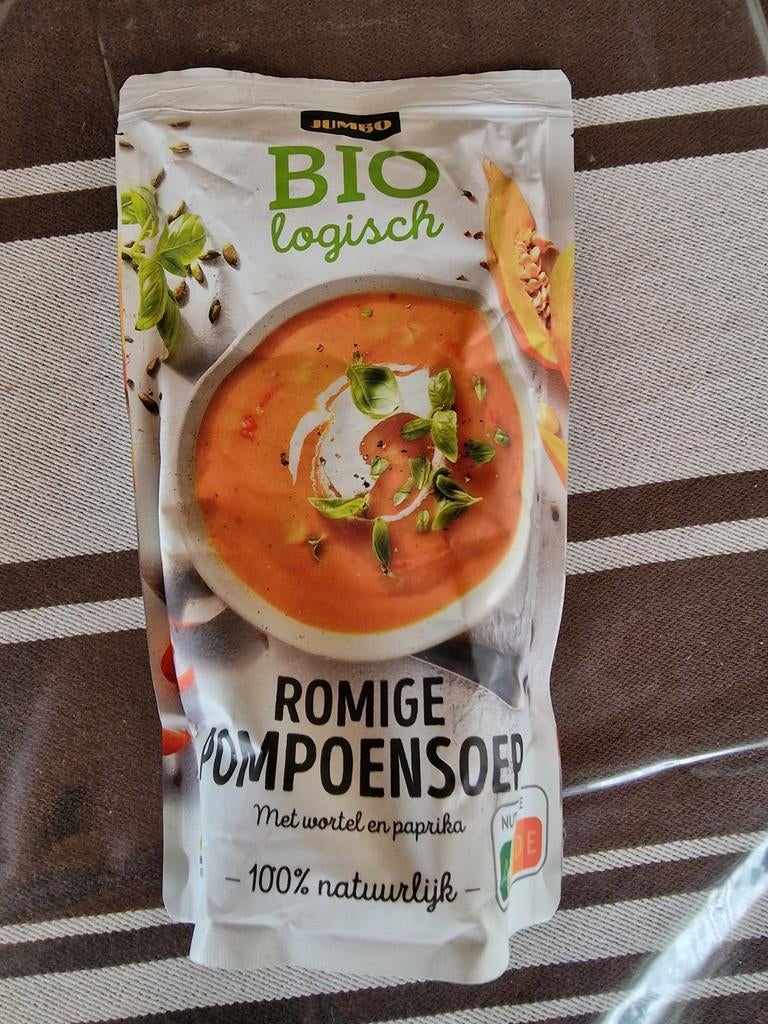 JUMBO
BIO
logisch
ROMIGE
POMPOENSOEP
Met wortel en paprika
- 100% natuurlijk -
D E